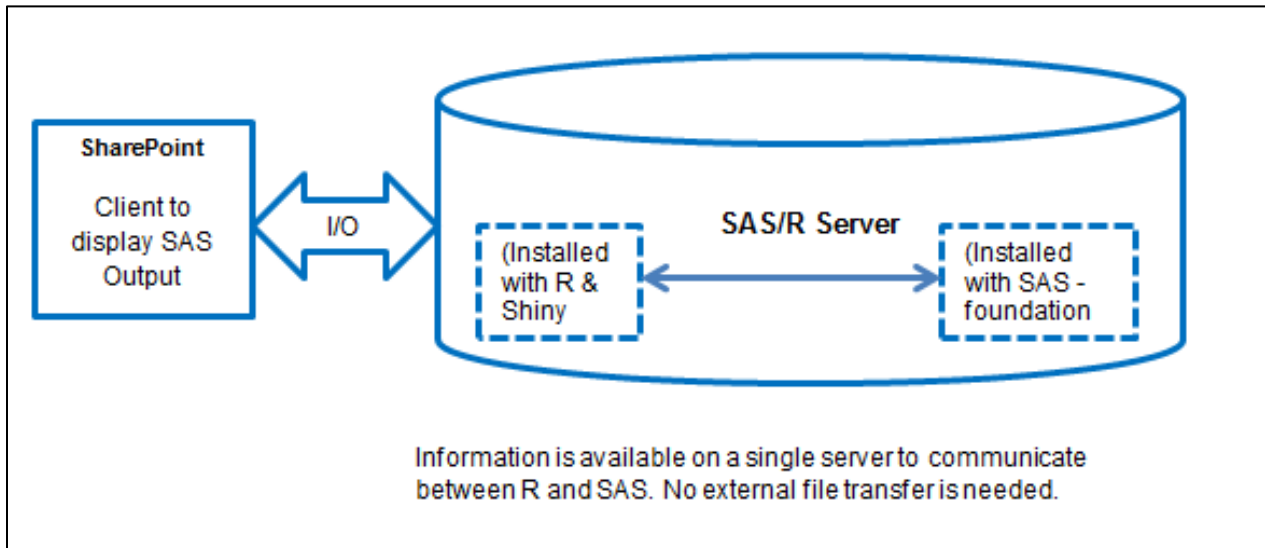 SharePoint
Client to
display SAS
Output
I/O
SAS/R Server
(Installed
with R &
Shiny
(Installed
with SAS -
foundation
Information is available on a single server to communicate
between R and SAS. No external file transfer is needed.